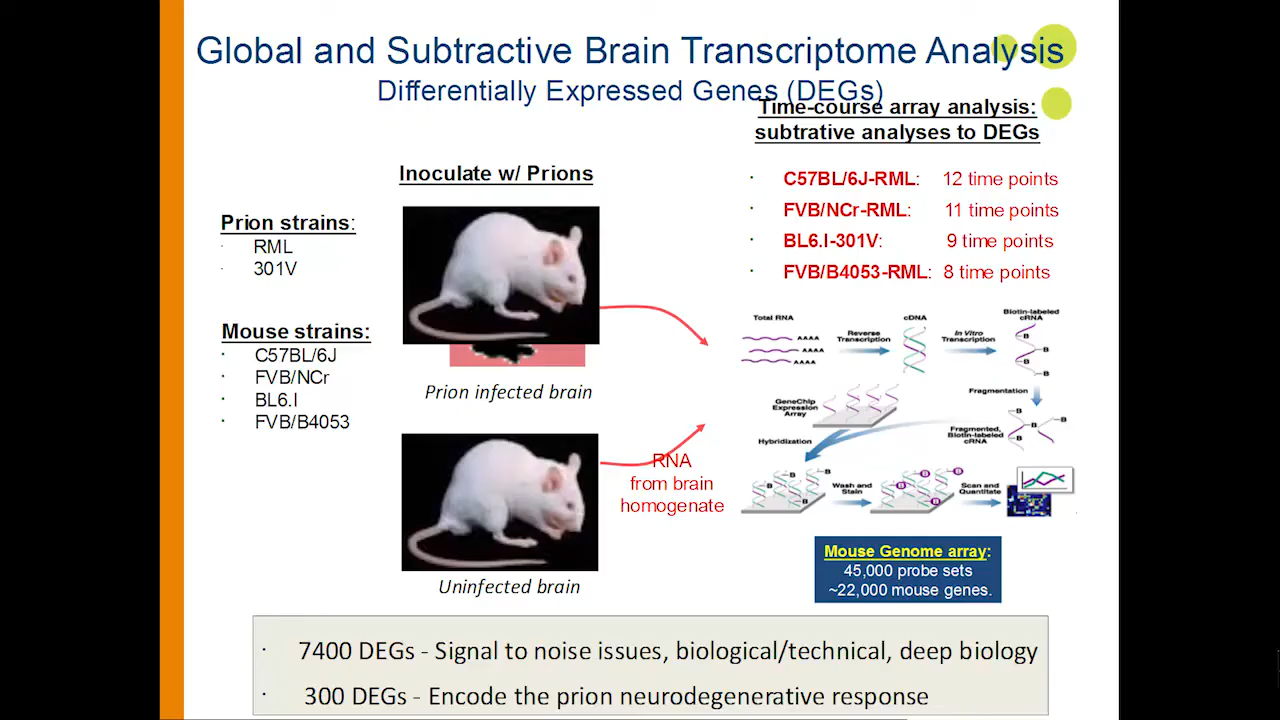 Global and Subtractive Brain Transcriptome Analysis
Differentially Expressed Genes (DEGs)
Time-course array analysis:
subtrative analyses to DEGs
Inoculate w/ Prions
· C57BL/6J-RML: 12 time points
· FVB/NCr-RML: 11 time points
· BL6.I-301V: 9 time points
· FVB/B4053-RML: 8 time points
Prion strains:
· RML
· 301V
Mouse strains:
· C57BL/6J
· FVB/NCr
· BL6.I
· FVB/B4053
Prion infected brain
Uninfected brain
RNA
from brain
homogenate
Total RNA
AAAA
AAAA
AAAA
Reverse
Transcription
cDNA
In Vitro
Transcription
Biotin-labeled
cRNA
B
B
B
Fragmentation
GeneChip
Expression
Array
B
B
B
Fragmented,
Biotin-labeled
cRNA
Hybridization
B
B
B
B
Wash and
Stain
B
B
B
B
Scan and
Quantitate
Mouse Genome array:
45,000 probe sets
~22,000 mouse genes.
· 7400 DEGs - Signal to noise issues, biological/technical, deep biology
· 300 DEGs - Encode the prion neurodegenerative response